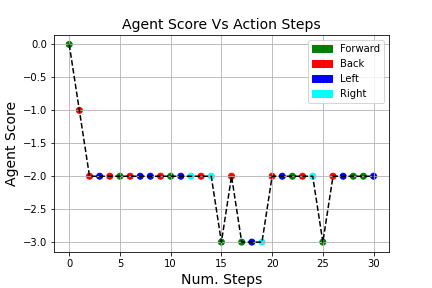 Agent Score Vs Action Steps
Forward
Back
Left
Right
0.0
−0.5
−1.0
−1.5
−2.0
−2.5
−3.0
Agent Score
0 5 10 15 20 25 30
Num. Steps